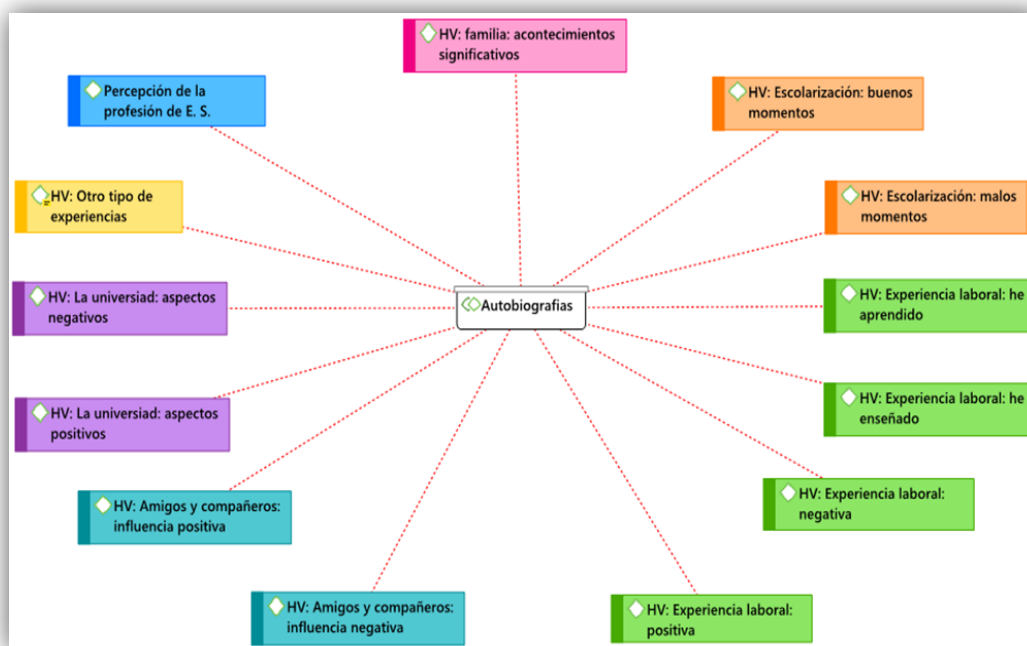 HV: familia: acontecimientos
significativos
Percepción de la
profesión de E. S.
HV: Escolarización: buenos
momentos
HV: Otro tipo de
experiencias
HV: Escolarización: malos
momentos
HV: La universiad: aspectos
negativos
Autobiografias
HV: Experiencia laboral: he
aprendido
HV: La universiad: aspectos
positivos
HV: Experiencia laboral: he
enseñado
HV: Amigos y compañeros:
influencia positiva
HV: Experiencia laboral:
negativa
HV: Amigos y compañeros:
influencia negativa
HV: Experiencia laboral:
positiva